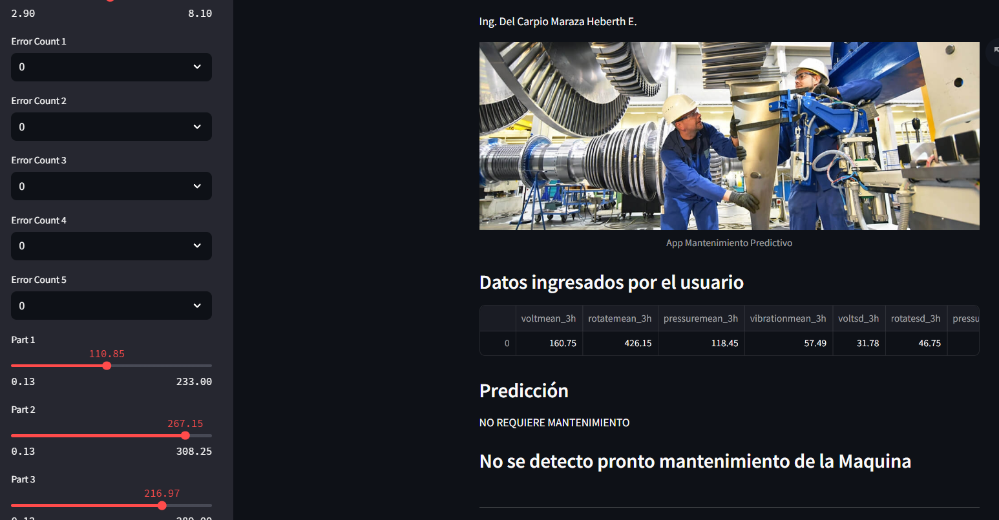 2.90 8.10
Error Count 1
0
Error Count 2
0
Error Count 3
0
Error Count 4
0
Error Count 5
0
Part 1
110.85
0.13 233.00
Part 2
267.15
0.13 308.25
Part 3
216.97
Ing. Del Carpio Maraza Heberth E.
App Mantenimiento Predictivo
Datos ingresados por el usuario
voltmean_3h rotatemean_3h pressuremean_3h vibrationmean_3h voltsd_3h rotatesd_3h pressu
0 160.75 426.15 118.45 57.49 31.78 46.75
Predicción
NO REQUIERE MANTENIMIENTO
No se detecto pronto mantenimiento de la Maquina